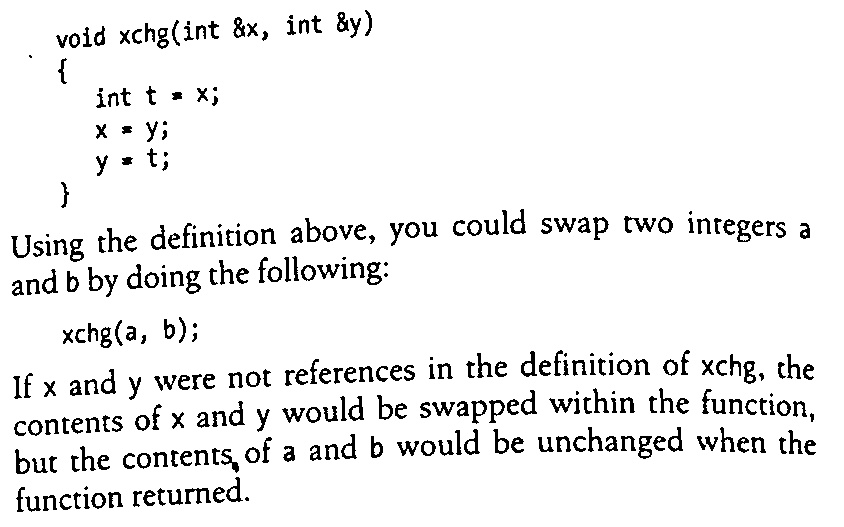 void xchg(int &x, int &y)
{
int t = x;
x = y;
y = t;
}
Using the definition above, you could swap two integers a
and b by doing the following:
xchg(a, b);
If x and y were not references in the definition of xchg, the
contents of x and y would be swapped within the function,
but the contents of a and b would be unchanged when the
function returned.